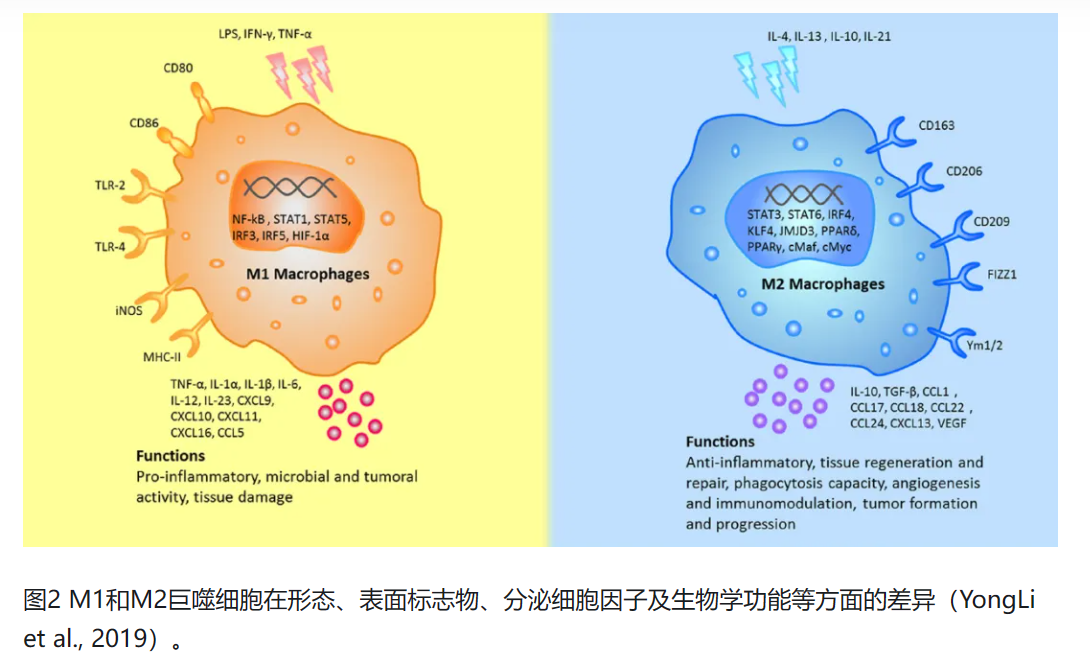 LPS, IFN-γ, TNF-α
CD80
CD86
TLR-2
TLR-4
iNOS
MHC-II
NF-kB , STAT1, STAT5,
IRF3, IRF5, HIF-1α
M1 Macrophages
TNF-α, IL-1α, IL-1β, IL-6,
IL-12, IL-23, CXCL9,
CXCL10, CXCL11,
CXCL16, CCL5
Functions
Pro-inflammatory, microbial and tumoral
activity, tissue damage
IL-4, IL-13 , IL-10, IL-21
CD163
CD206
CD209
FIZZ1
Ym1/2
STAT3, STAT6, IRF4,
KLF4, JMJD3, PPARδ,
PPARγ, cMaf, cMyc
M2 Macrophages
IL-10, TGF-β, CCL1 ,
CCL17, CCL18, CCL22 ,
CCL24, CXCL13, VEGF
Functions
Anti-inflammatory, tissue regeneration and
repair, phagocytosis capacity, angiogenesis
and immunomodulation, tumor formation
and progression
图2 M1和M2巨噬细胞在形态、表面标志物、分泌细胞因子及生物学功能等方面的差异（YongLi
et al., 2019）。